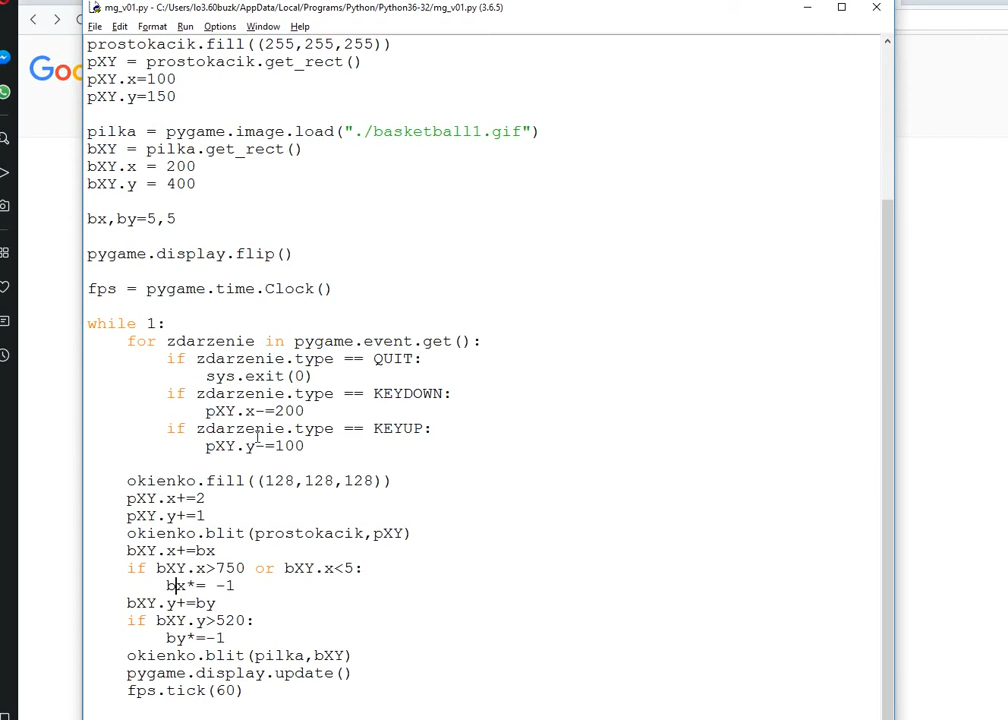 mg_v01.py - C:/Users/lo3.60buzk/AppData/Local/Programs/Python/Python36-32/mg_v01.py (3.6.5)
File Edit Format Run Options Window Help
prostokacik.fill((255,255,255))
pXY = prostokacik.get_rect()
pXY.x=100
pXY.y=150
Goo
pilka = pygame.image.load("./basketball1.gif")
bXY = pilka.get_rect()
bXY.x = 200
bXY.y = 400
bx,by=5,5
pygame.display.flip()
fps = pygame.time.Clock()
while 1:
    for zdarzenie in pygame.event.get():
        if zdarzenie.type == QUIT:
            sys.exit(0)
        if zdarzenie.type == KEYDOWN:
            pXY.x-=200
        if zdarzenie.type == KEYUP:
            pXY.y-=100
    okienko.fill((128,128,128))
    pXY.x+=2
    pXY.y+=1
    okienko.blit(prostokacik,pXY)
    bXY.x+=bx
    if bXY.x>750 or bXY.x<5:
        bx*= -1
    bXY.y+=by
    if bXY.y>520:
        by*=-1
    okienko.blit(pilka,bXY)
    pygame.display.update()
    fps.tick(60)